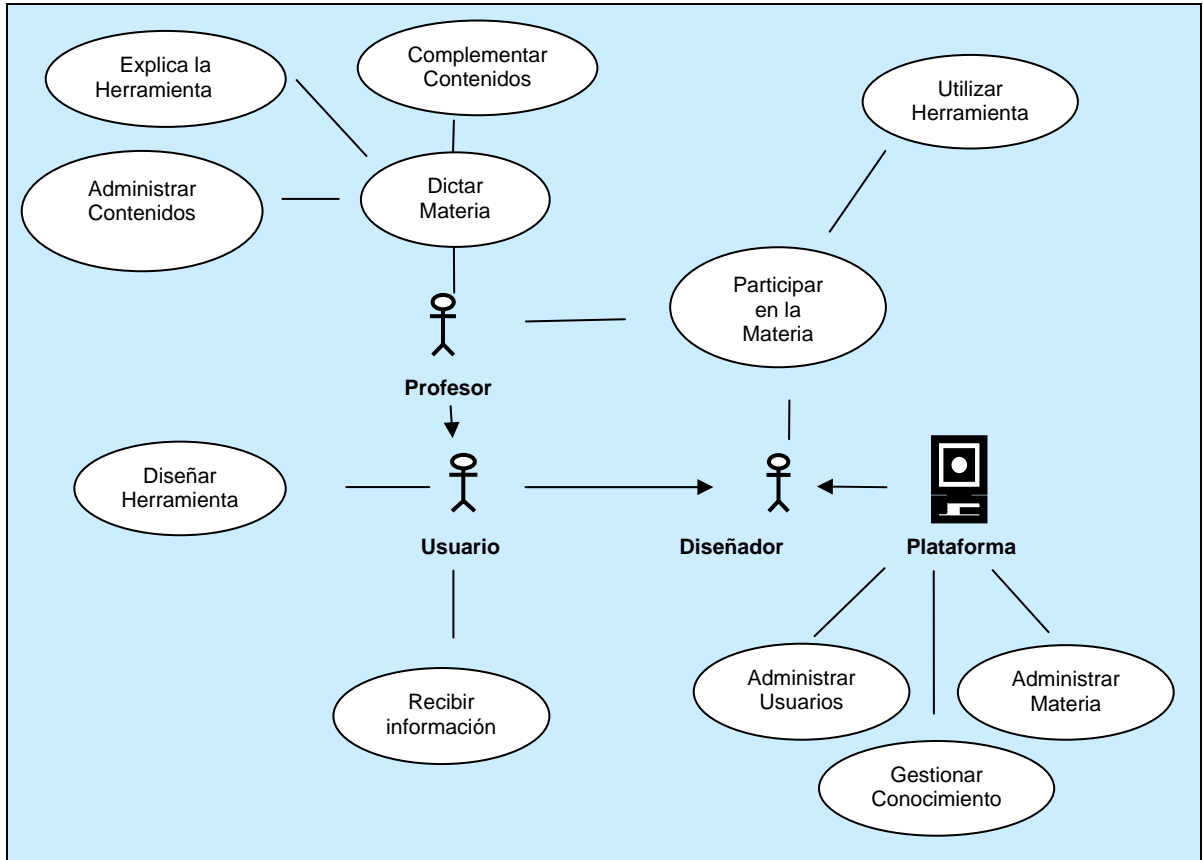 Explica la
Herramienta
Complementar
Contenidos
Utilizar
Herramienta
Administrar
Contenidos
Dictar
Materia
Participar
en la
Materia
Profesor
Diseñar
Herramienta
Usuario
Diseñador
Plataforma
Recibir
información
Administrar
Usuarios
Administrar
Materia
Gestionar
Conocimiento